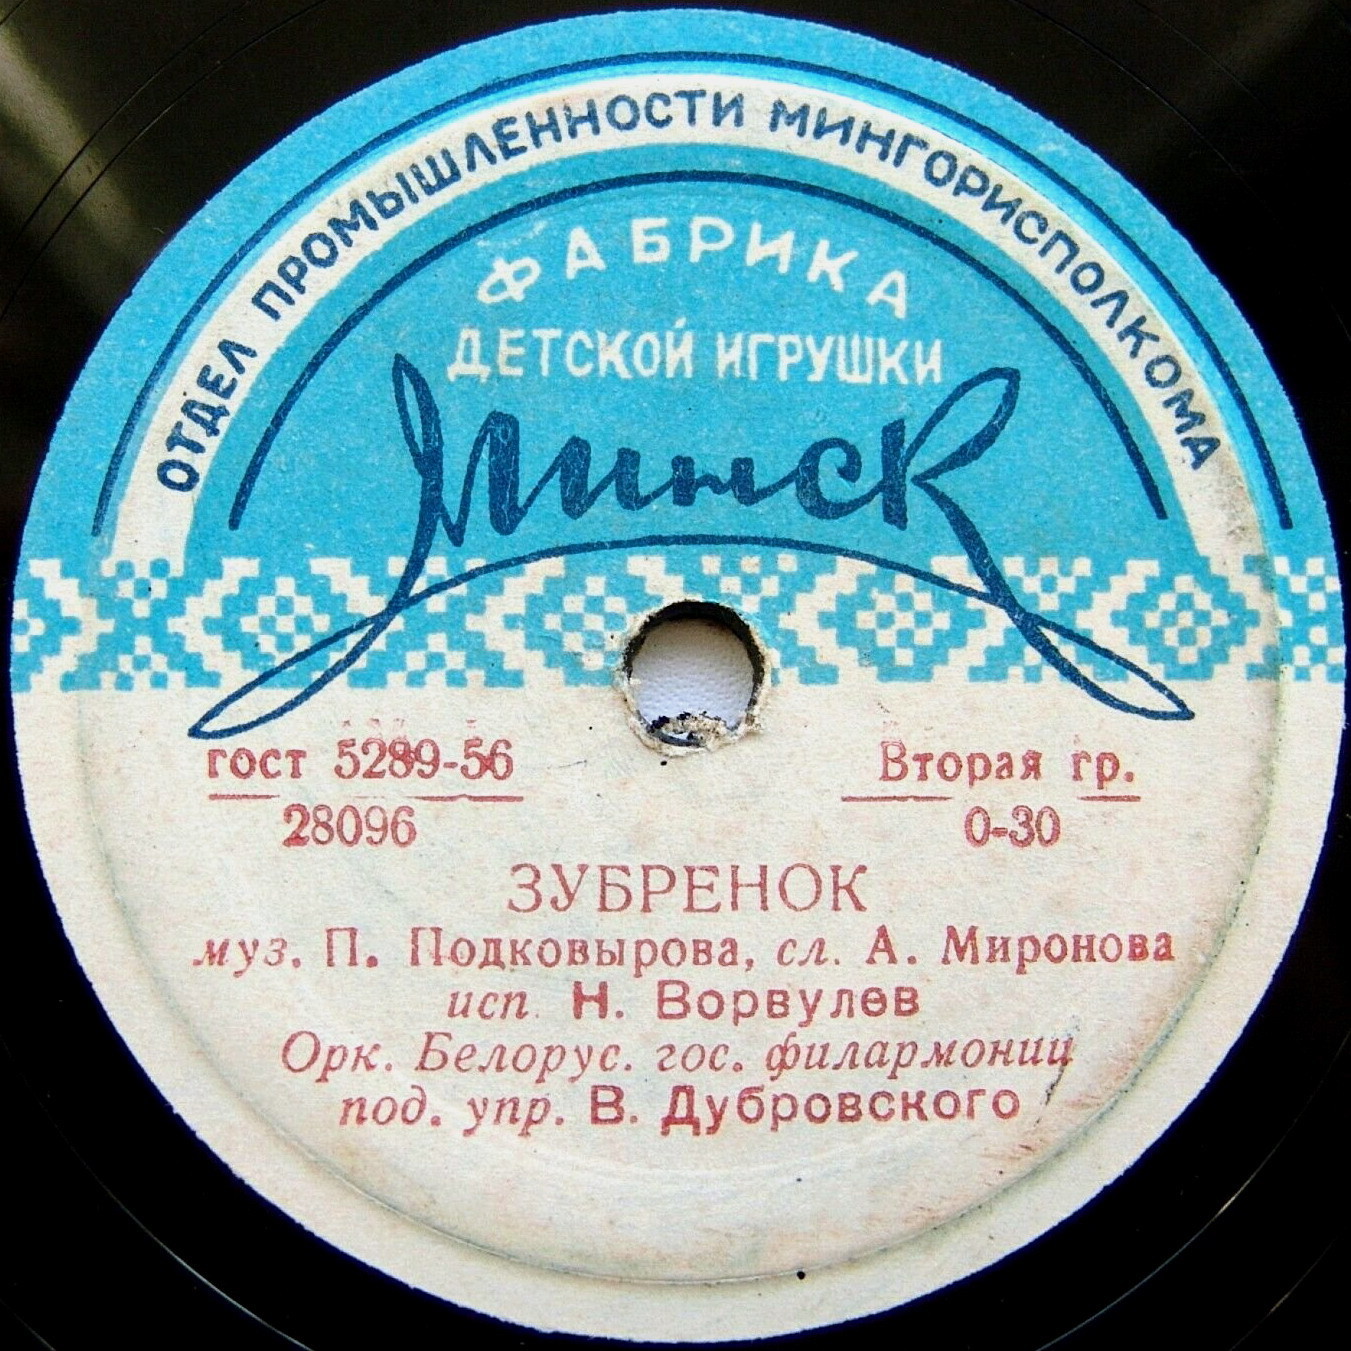 ОТДЕЛ ПРОМЫШЛЕННОСТИ МИНГОРИСПОЛКОМА
ФАБРИКА
ДЕТСКОЙ ИГРУШКИ
Минск
гост 5289-56
28096
Вторая гр.
0-30
ЗУБРЕНОК
муз. П. Подковырова, сл. А. Миронова
исп. Н. Ворвулев
Орк. Белорус. гос. филармонии
под. упр. В. Дубровского